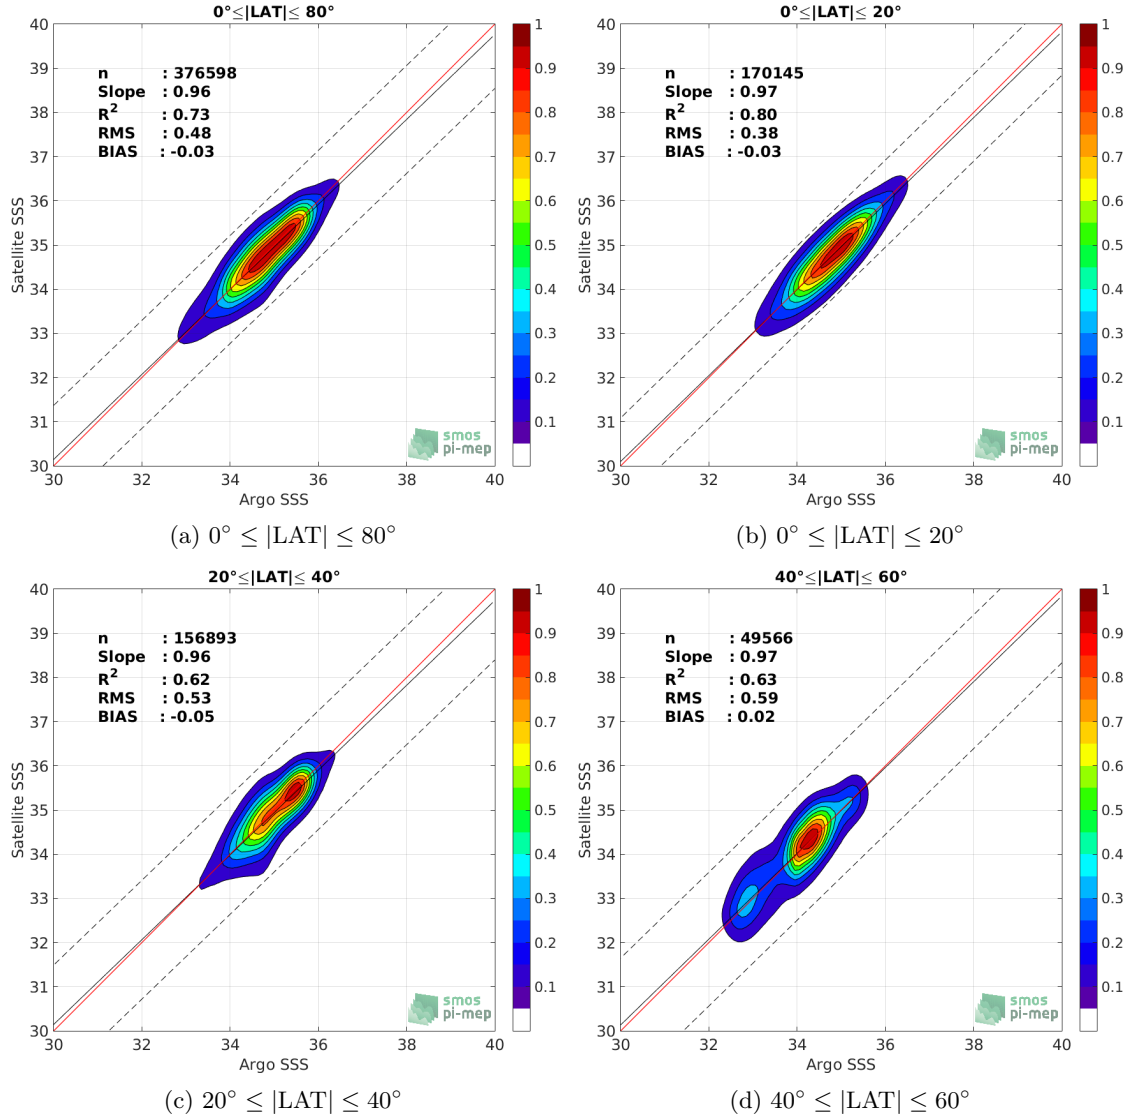 0°≤|LAT|≤ 80°
40
39
38
37
36
35
34
33
32
31
30
30
32
34
36
38
40
Satellite SSS
Argo SSS
n : 376598
Slope : 0.96
R² : 0.73
RMS : 0.48
BIAS : -0.03
1
0.9
0.8
0.7
0.6
0.5
0.4
0.3
0.2
0.1
smos
pi-mep
(a) 0° ≤ |LAT| ≤ 80°
0°≤|LAT|≤ 20°
40
39
38
37
36
35
34
33
32
31
30
30
32
34
36
38
40
Satellite SSS
Argo SSS
n : 170145
Slope : 0.97
R² : 0.80
RMS : 0.38
BIAS : -0.03
1
0.9
0.8
0.7
0.6
0.5
0.4
0.3
0.2
0.1
smos
pi-mep
(b) 0° ≤ |LAT| ≤ 20°
20°≤|LAT|≤ 40°
40
39
38
37
36
35
34
33
32
31
30
30
32
34
36
38
40
Satellite SSS
Argo SSS
n : 156893
Slope : 0.96
R² : 0.62
RMS : 0.53
BIAS : -0.05
1
0.9
0.8
0.7
0.6
0.5
0.4
0.3
0.2
0.1
smos
pi-mep
(c) 20° ≤ |LAT| ≤ 40°
40°≤|LAT|≤ 60°
40
39
38
37
36
35
34
33
32
31
30
30
32
34
36
38
40
Satellite SSS
Argo SSS
n : 49566
Slope : 0.97
R² : 0.63
RMS : 0.59
BIAS : 0.02
1
0.9
0.8
0.7
0.6
0.5
0.4
0.3
0.2
0.1
smos
pi-mep
(d) 40° ≤ |LAT| ≤ 60°